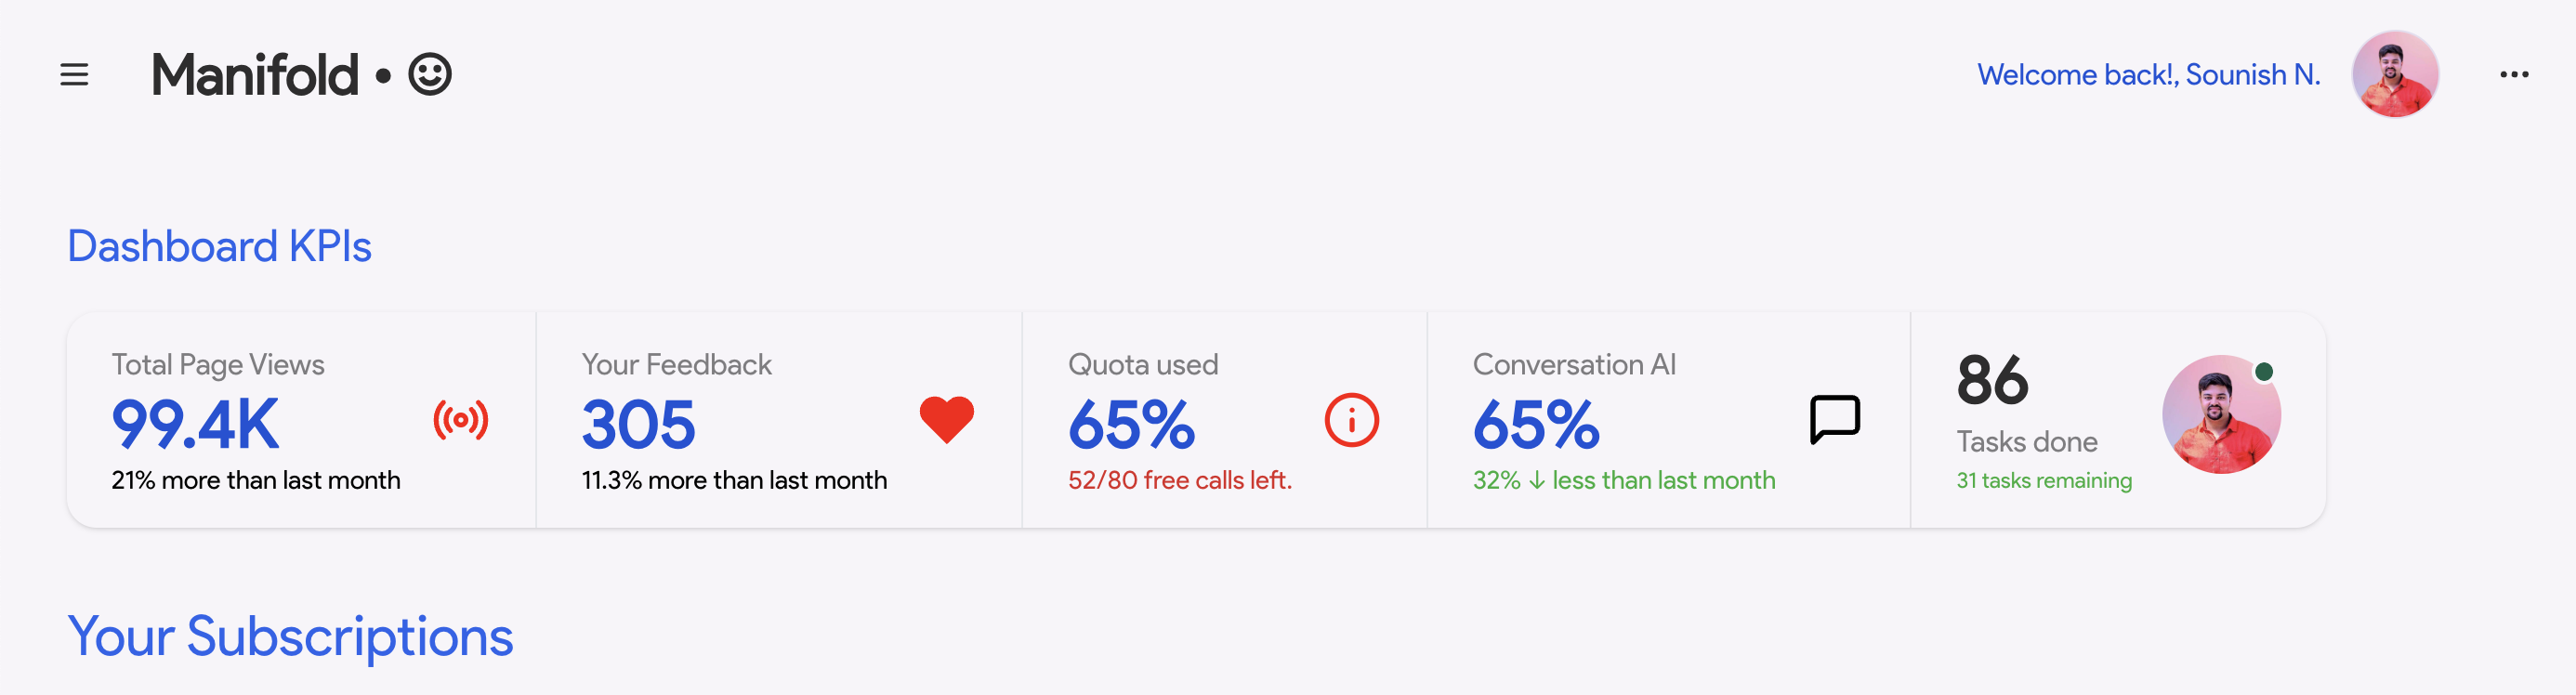 Manifold •
Welcome back!, Sounish N.
Dashboard KPIs
Total Page Views
99.4K
21% more than last month
Your Feedback
305
11.3% more than last month
Quota used
65%
52/80 free calls left.
Conversation AI
65%
32% ↓ less than last month
86
Tasks done
31 tasks remaining
Your Subscriptions